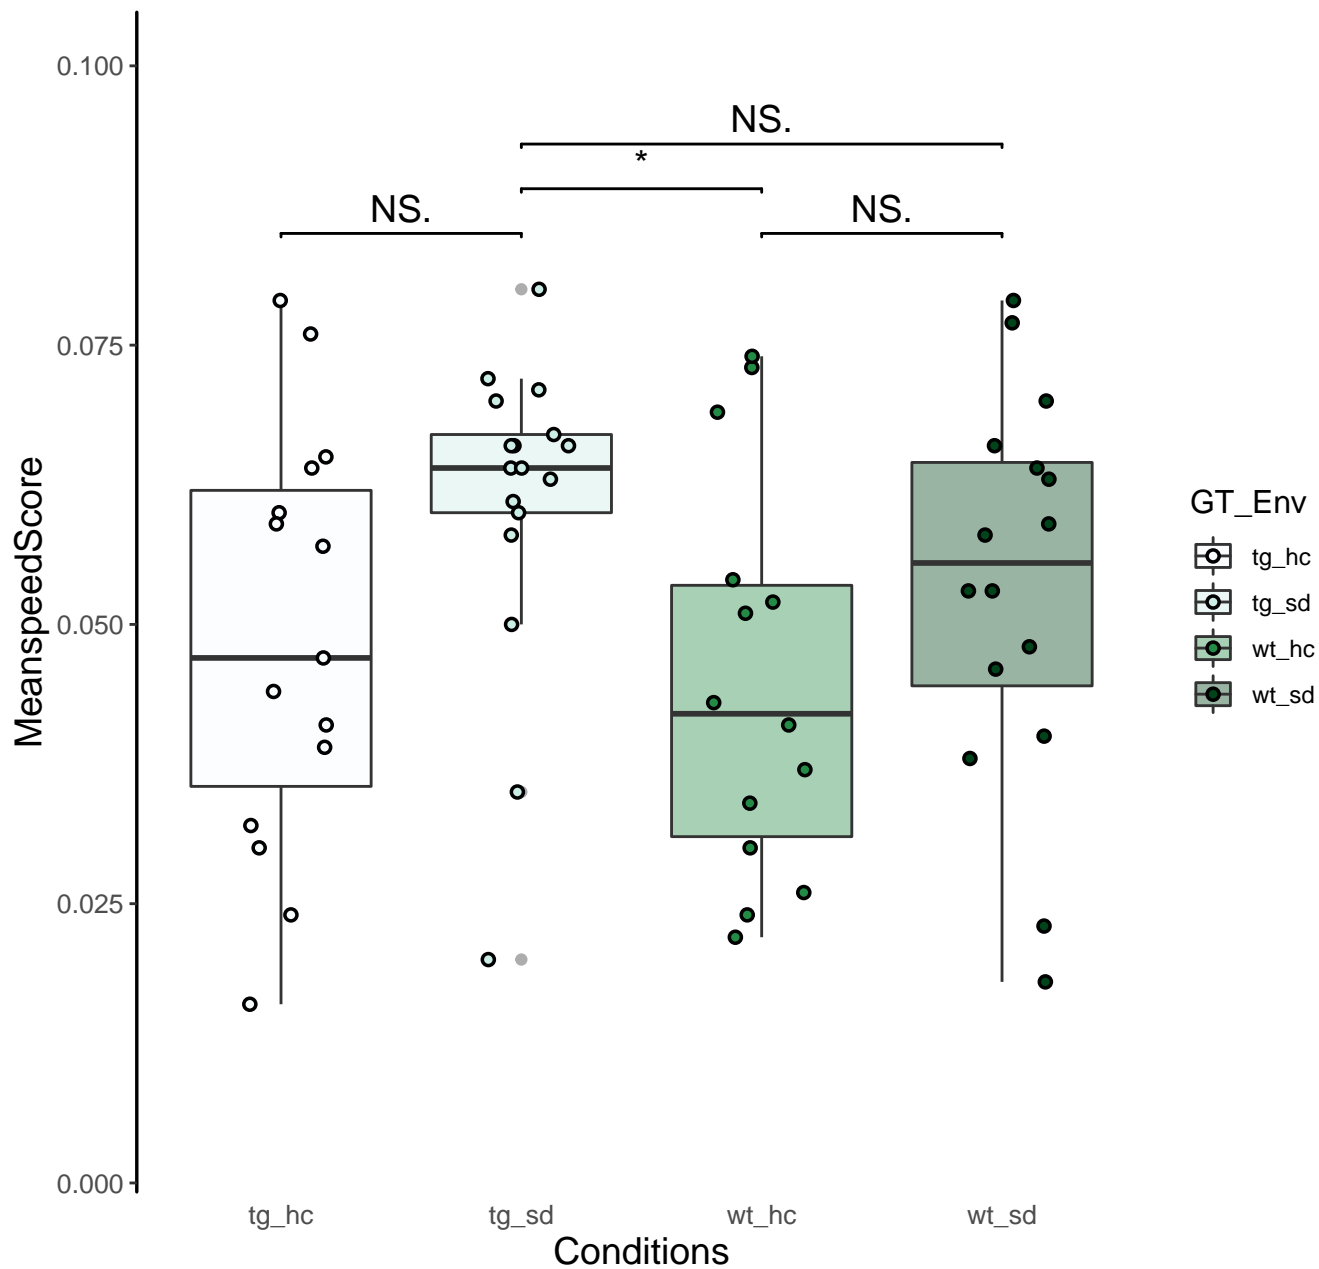 0.100
NS.
*
NS.
NS.
0.075
0.050
0.025
0.000
MeanspeedScore
tg_hc
tg_sd
wt_hc
wt_sd
Conditions
GT_Env
tg_hc
tg_sd
wt_hc
wt_sd